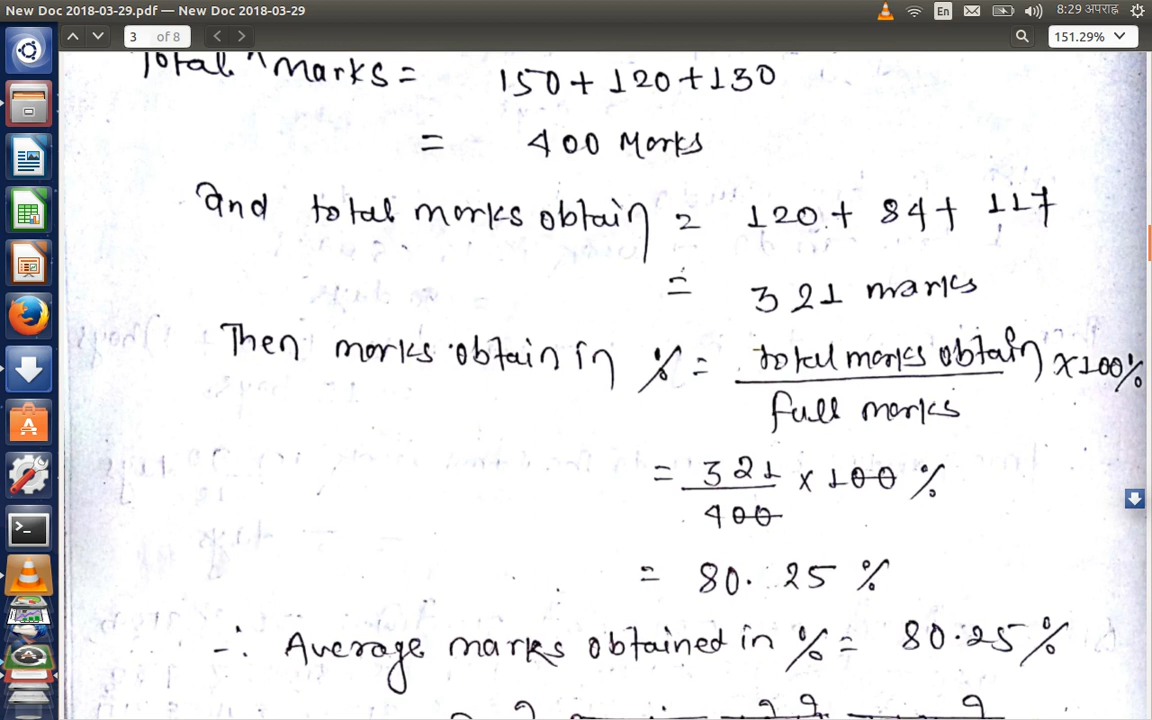 New Doc 2018-03-29.pdf — New Doc 2018-03-29
En
8:29 अपराह्न
3 of 8
151.29%
Total marks = 150 + 120 + 130
= 400 Marks
And total marks obtain = 120 + 84 + 117
= 321 marks
Then marks obtain in % = total marks obtain × 100%
full marks
= 321 × 100 %
400
= 80.25 %
∴ Average marks obtained in % = 80.25 %